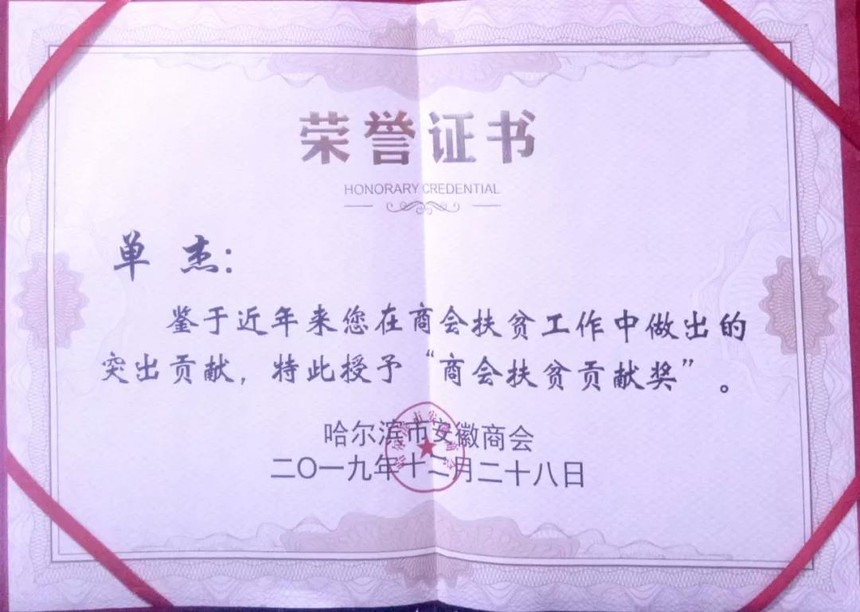 荣誉证书
HONORARY CREDENTIAL
单 杰：
鉴于近年来您在商会扶贫工作中做出的
突出贡献，特此授予“商会扶贫贡献奖”。
哈尔滨市安徽商会
二〇一九年十二月二十八日